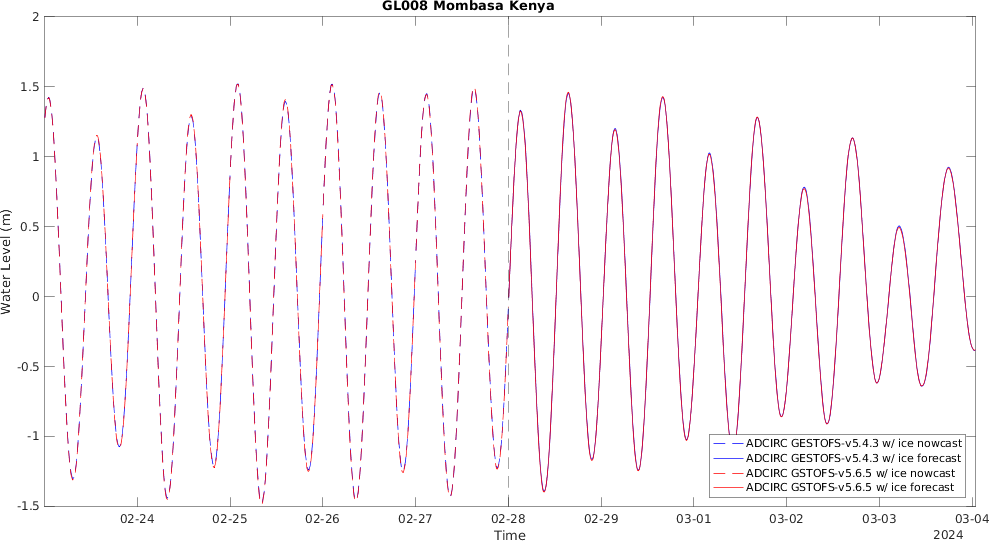 GL008 Mombasa Kenya
2
1.5
1
0.5
0
-0.5
-1
-1.5
Water Level (m)
ADCIRC GESTOFS-v5.4.3 w/ ice nowcast
ADCIRC GESTOFS-v5.4.3 w/ ice forecast
ADCIRC GSTOFS-v5.6.5 w/ ice nowcast
ADCIRC GSTOFS-v5.6.5 w/ ice forecast
02-24 02-25 02-26 02-27 02-28 02-29 03-01 03-02 03-03 03-04
Time
2024